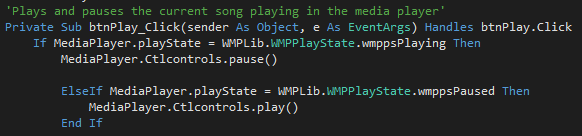 'Plays and pauses the current song playing in the media player'
Private Sub btnPlay_Click(sender As Object, e As EventArgs) Handles btnPlay.Click
If MediaPlayer.playState = WMPLib.WMPPlayState.wmppsPlaying Then
MediaPlayer.Ctlcontrols.pause()
ElseIf MediaPlayer.playState = WMPLib.WMPPlayState.wmppsPaused Then
MediaPlayer.Ctlcontrols.play()
End If